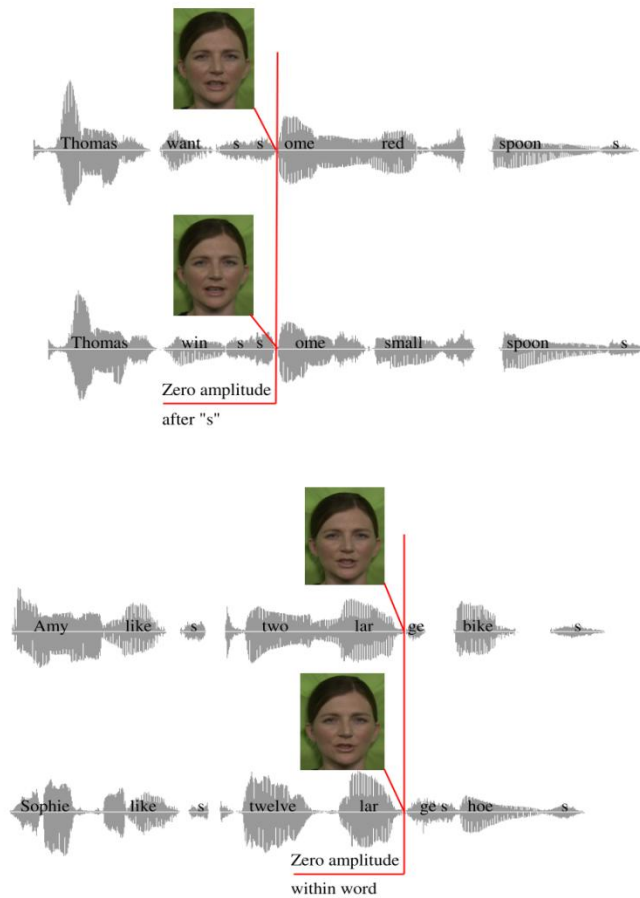 Thomas want s s ome red spoon s
Thomas win s s ome small spoon s
Zero amplitude
after "s"
Amy like s two lar ge bike s
Sophie like s twelve lar ge s hoe s
Zero amplitude
within word